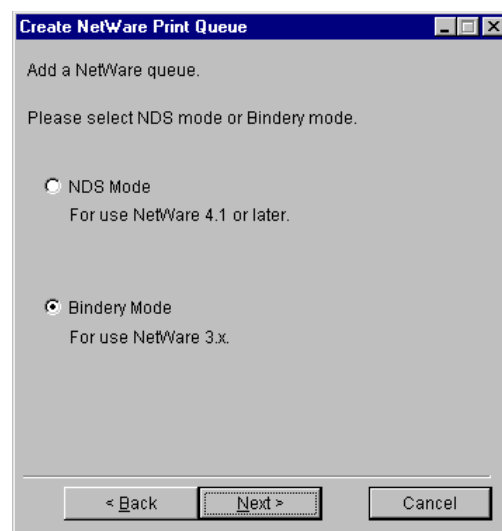 Create NetWare Print Queue
Add a NetWare queue.
Please select NDS mode or Bindery mode.
NDS Mode
For use NetWare 4.1 or later.
Bindery Mode
For use NetWare 3.x.
< Back
Next >
Cancel